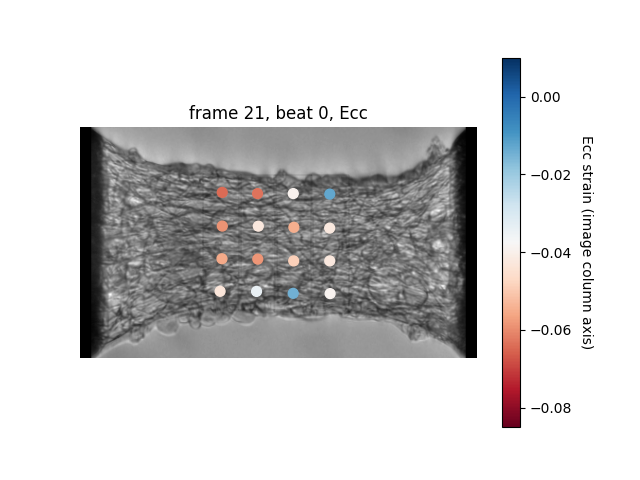 frame 21, beat 0, Ecc
0.00
−0.02
−0.04
−0.06
−0.08
Ecc strain (image column axis)